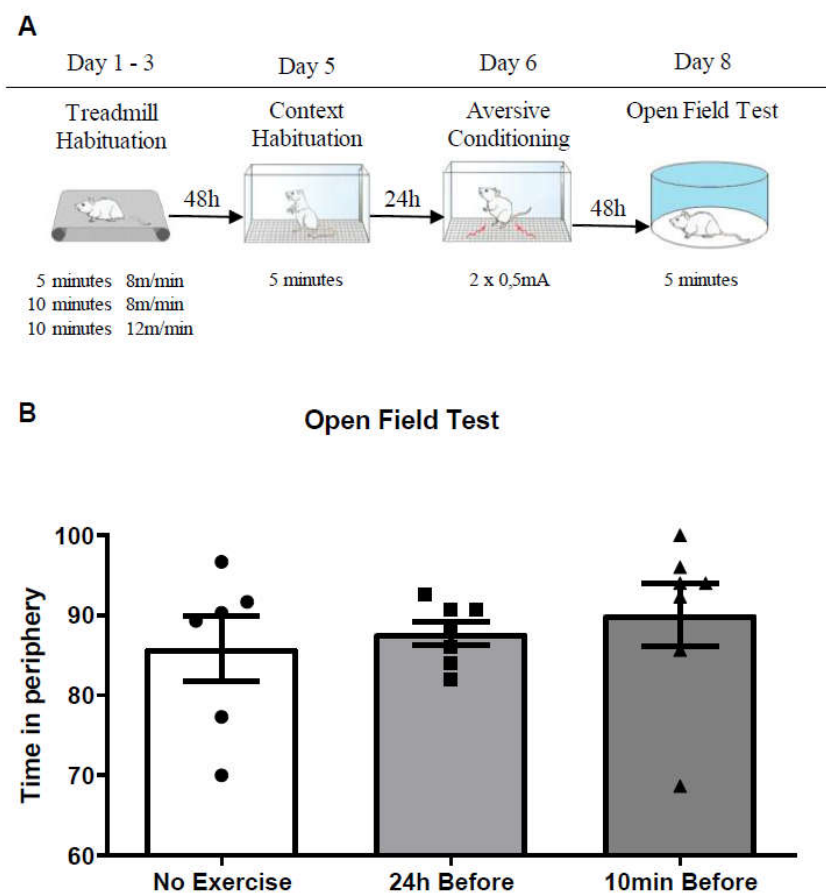 A
Day 1 - 3 Day 5 Day 6 Day 8
Treadmill Habituation
Context Habituation
Aversive Conditioning
Open Field Test
48h 24h 48h
5 minutes 8m/min
10 minutes 8m/min
10 minutes 12m/min
5 minutes
2 x 0,5mA
5 minutes
B
Open Field Test
Time in periphery
100
90
80
70
60
No Exercise 24h Before 10min Before